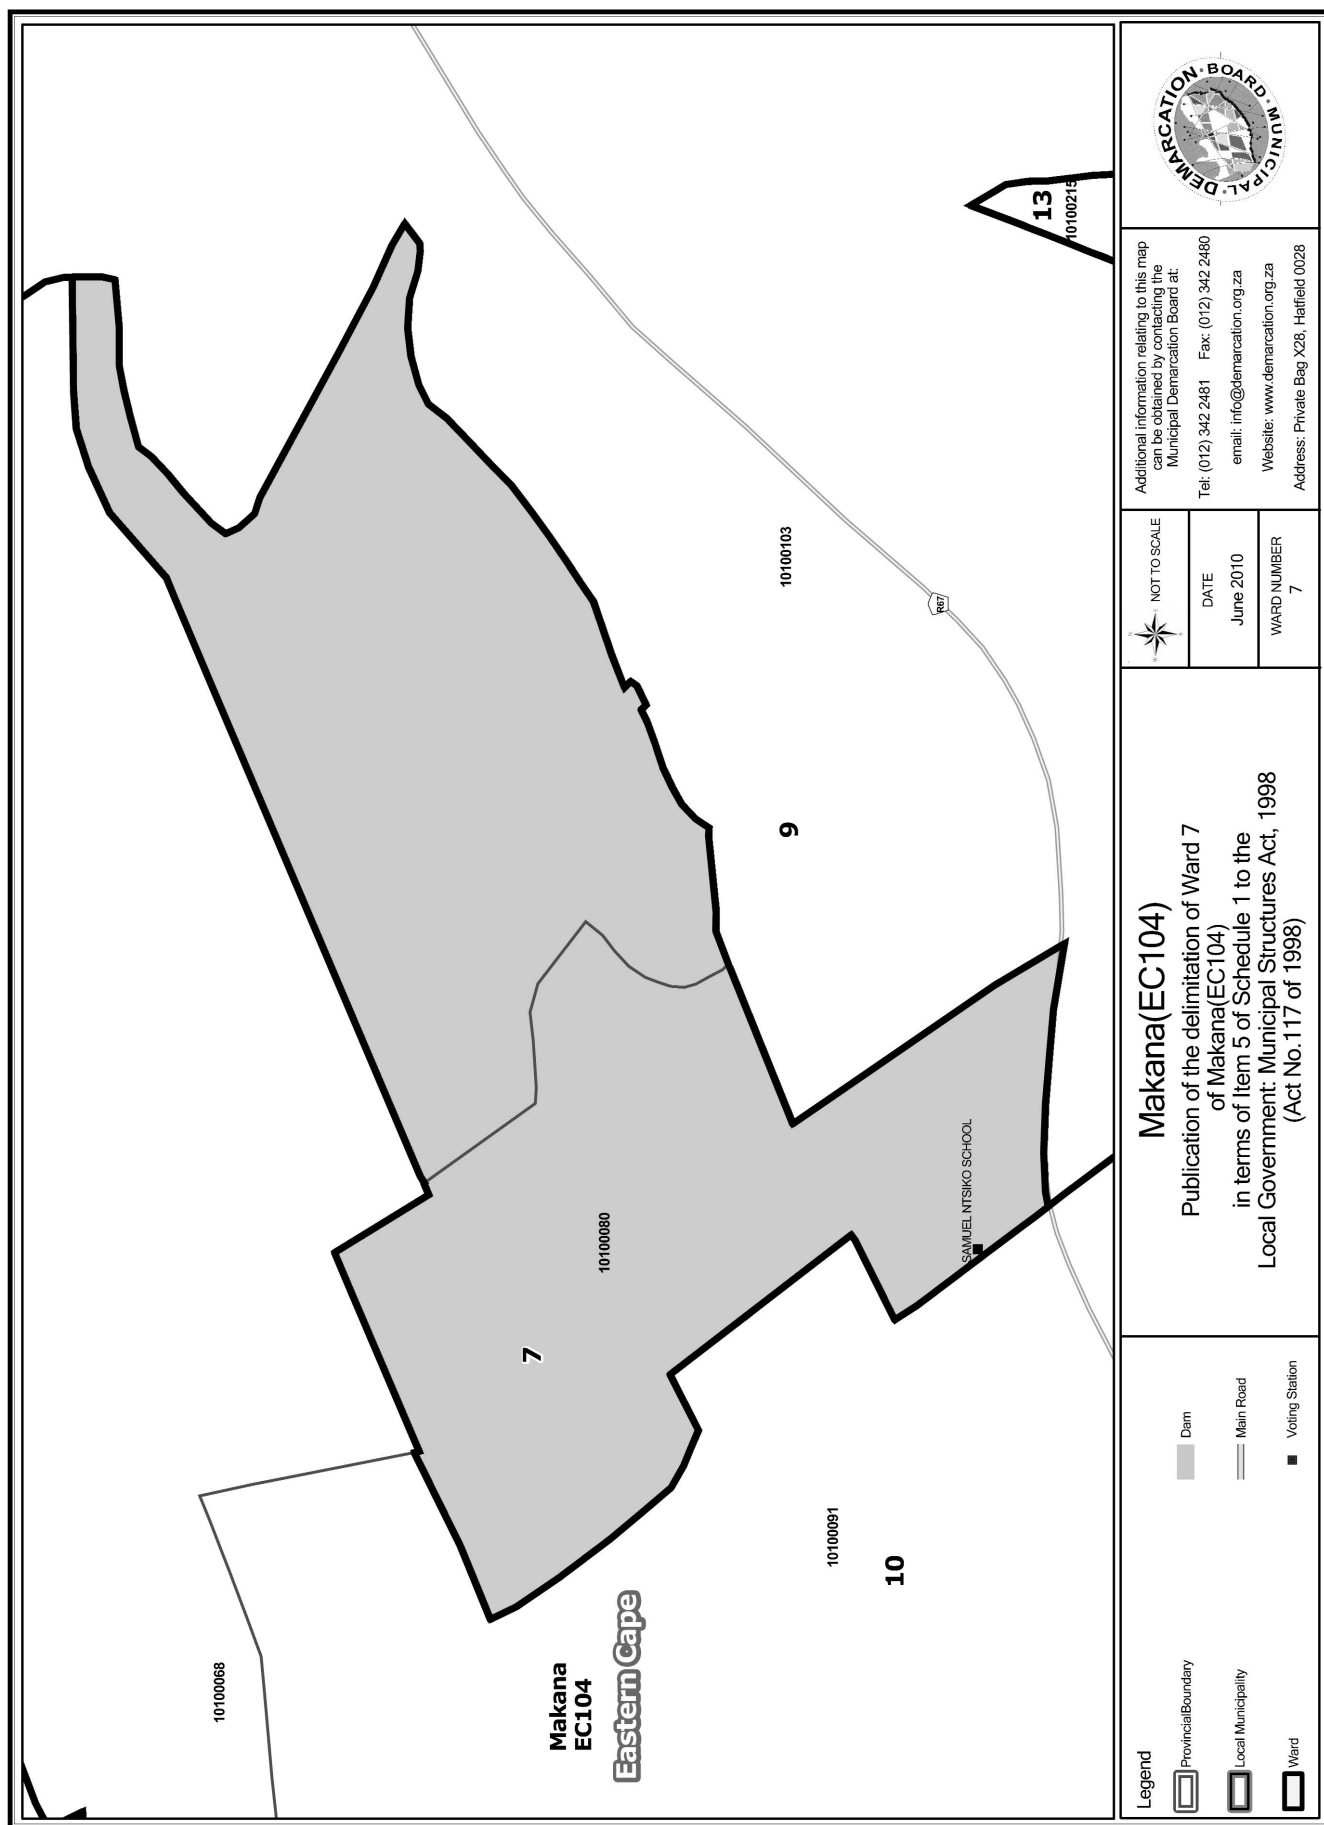 10100068
Makana
EC104
Eastern Cape
7
10100080
10100091
10
SAMUEL NTSIKO SCHOOL
9
10100103
R67
13
10100215
Legend
ProvincialBoundary
Local Municipality
Ward
Dam
Main Road
Voting Station
Makana(EC104)
Publication of the delimitation of Ward 7
of Makana(EC104)
in terms of Item 5 of Schedule 1 to the
Local Government: Municipal Structures Act, 1998
(Act No.117 of 1998)
N
W
E
S
NOT TO SCALE
DATE
June 2010
WARD NUMBER
7
Additional information relating to this map
can be obtained by contacting the
Municipal Demarcation Board at:
Tel: (012) 342 2481 Fax: (012) 342 2480
email: info@demarcation.org.za
Website: www.demarcation.org.za
Address: Private Bag X28, Hatfield 0028
MUNICIPAL · DEMARCATION · BOARD ·